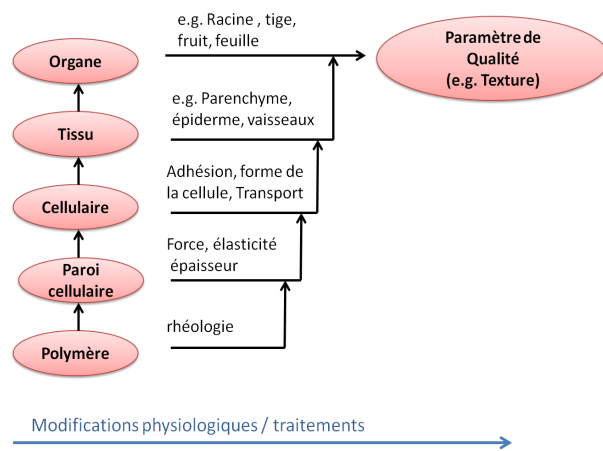 e.g. Racine , tige,
fruit, feuille
Organe
Paramètre de
Qualité
(e.g. Texture)
e.g. Parenchyme,
épiderme, vaisseaux
Tissu
Adhésion, forme de
la cellule, Transport
Cellulaire
Force, élasticité
épaisseur
Paroi
cellulaire
rhéologie
Polymère
Modifications physiologiques / traitements